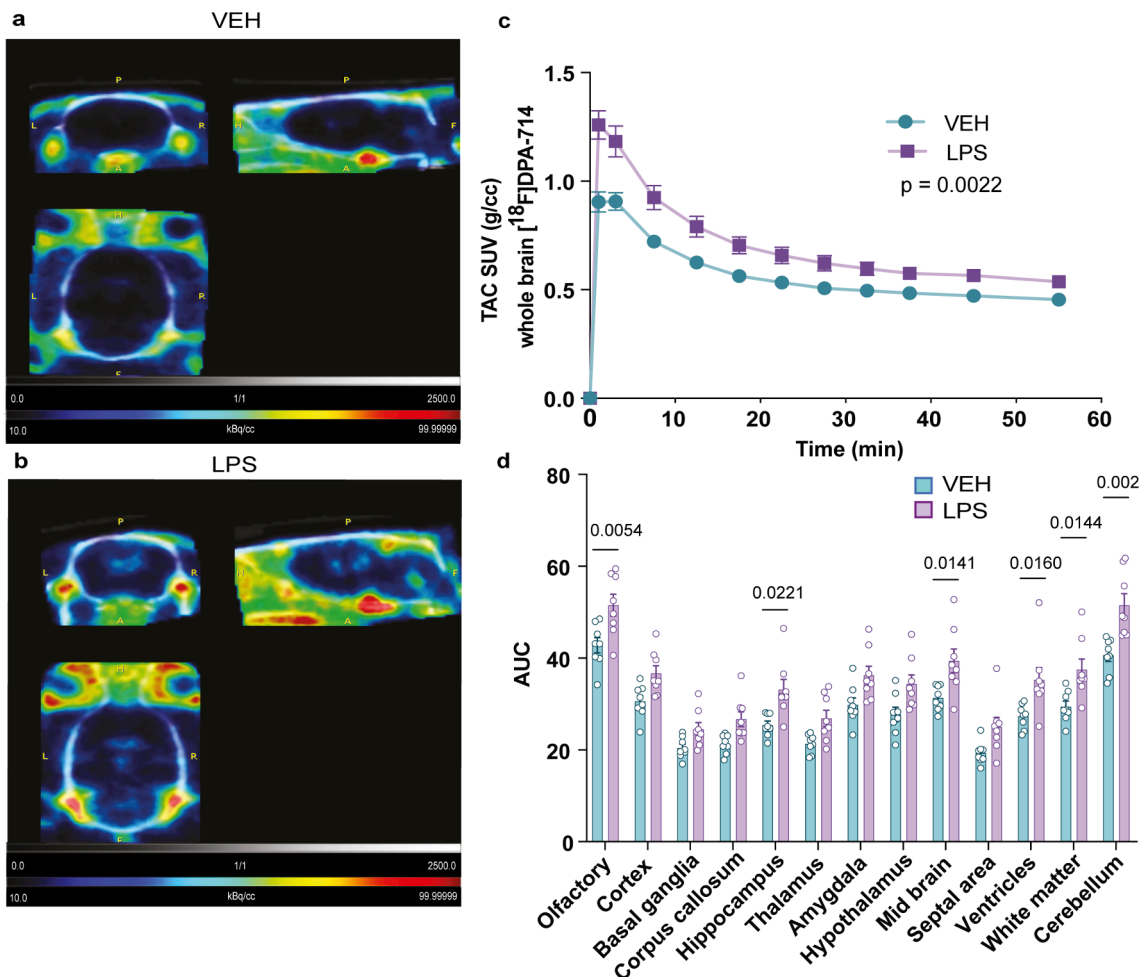 a
VEH
P
L
R
A
P
H
F
A
H
L
R
F
0.0 1/1 2500.0
10.0 kBq/cc 99.99999
b
LPS
P
L
R
A
P
H
F
A
H
L
R
F
0.0 1/1 2500.0
10.0 kBq/cc 99.99999
c
TAC SUV (g/cc)
whole brain [18F]DPA-714
1.5
1.0
0.5
0.0
0 10 20 30 40 50 60
Time (min)
VEH
LPS
p = 0.0022
d
AUC
80
60
40
20
0
VEH
LPS
0.0054
0.0221
0.0141
0.0160
0.0144
0.002
Olfactory
Cortex
Basal ganglia
Corpus callosum
Hippocampus
Thalamus
Amygdala
Hypothalamus
Mid brain
Septal area
Ventricles
White matter
Cerebellum